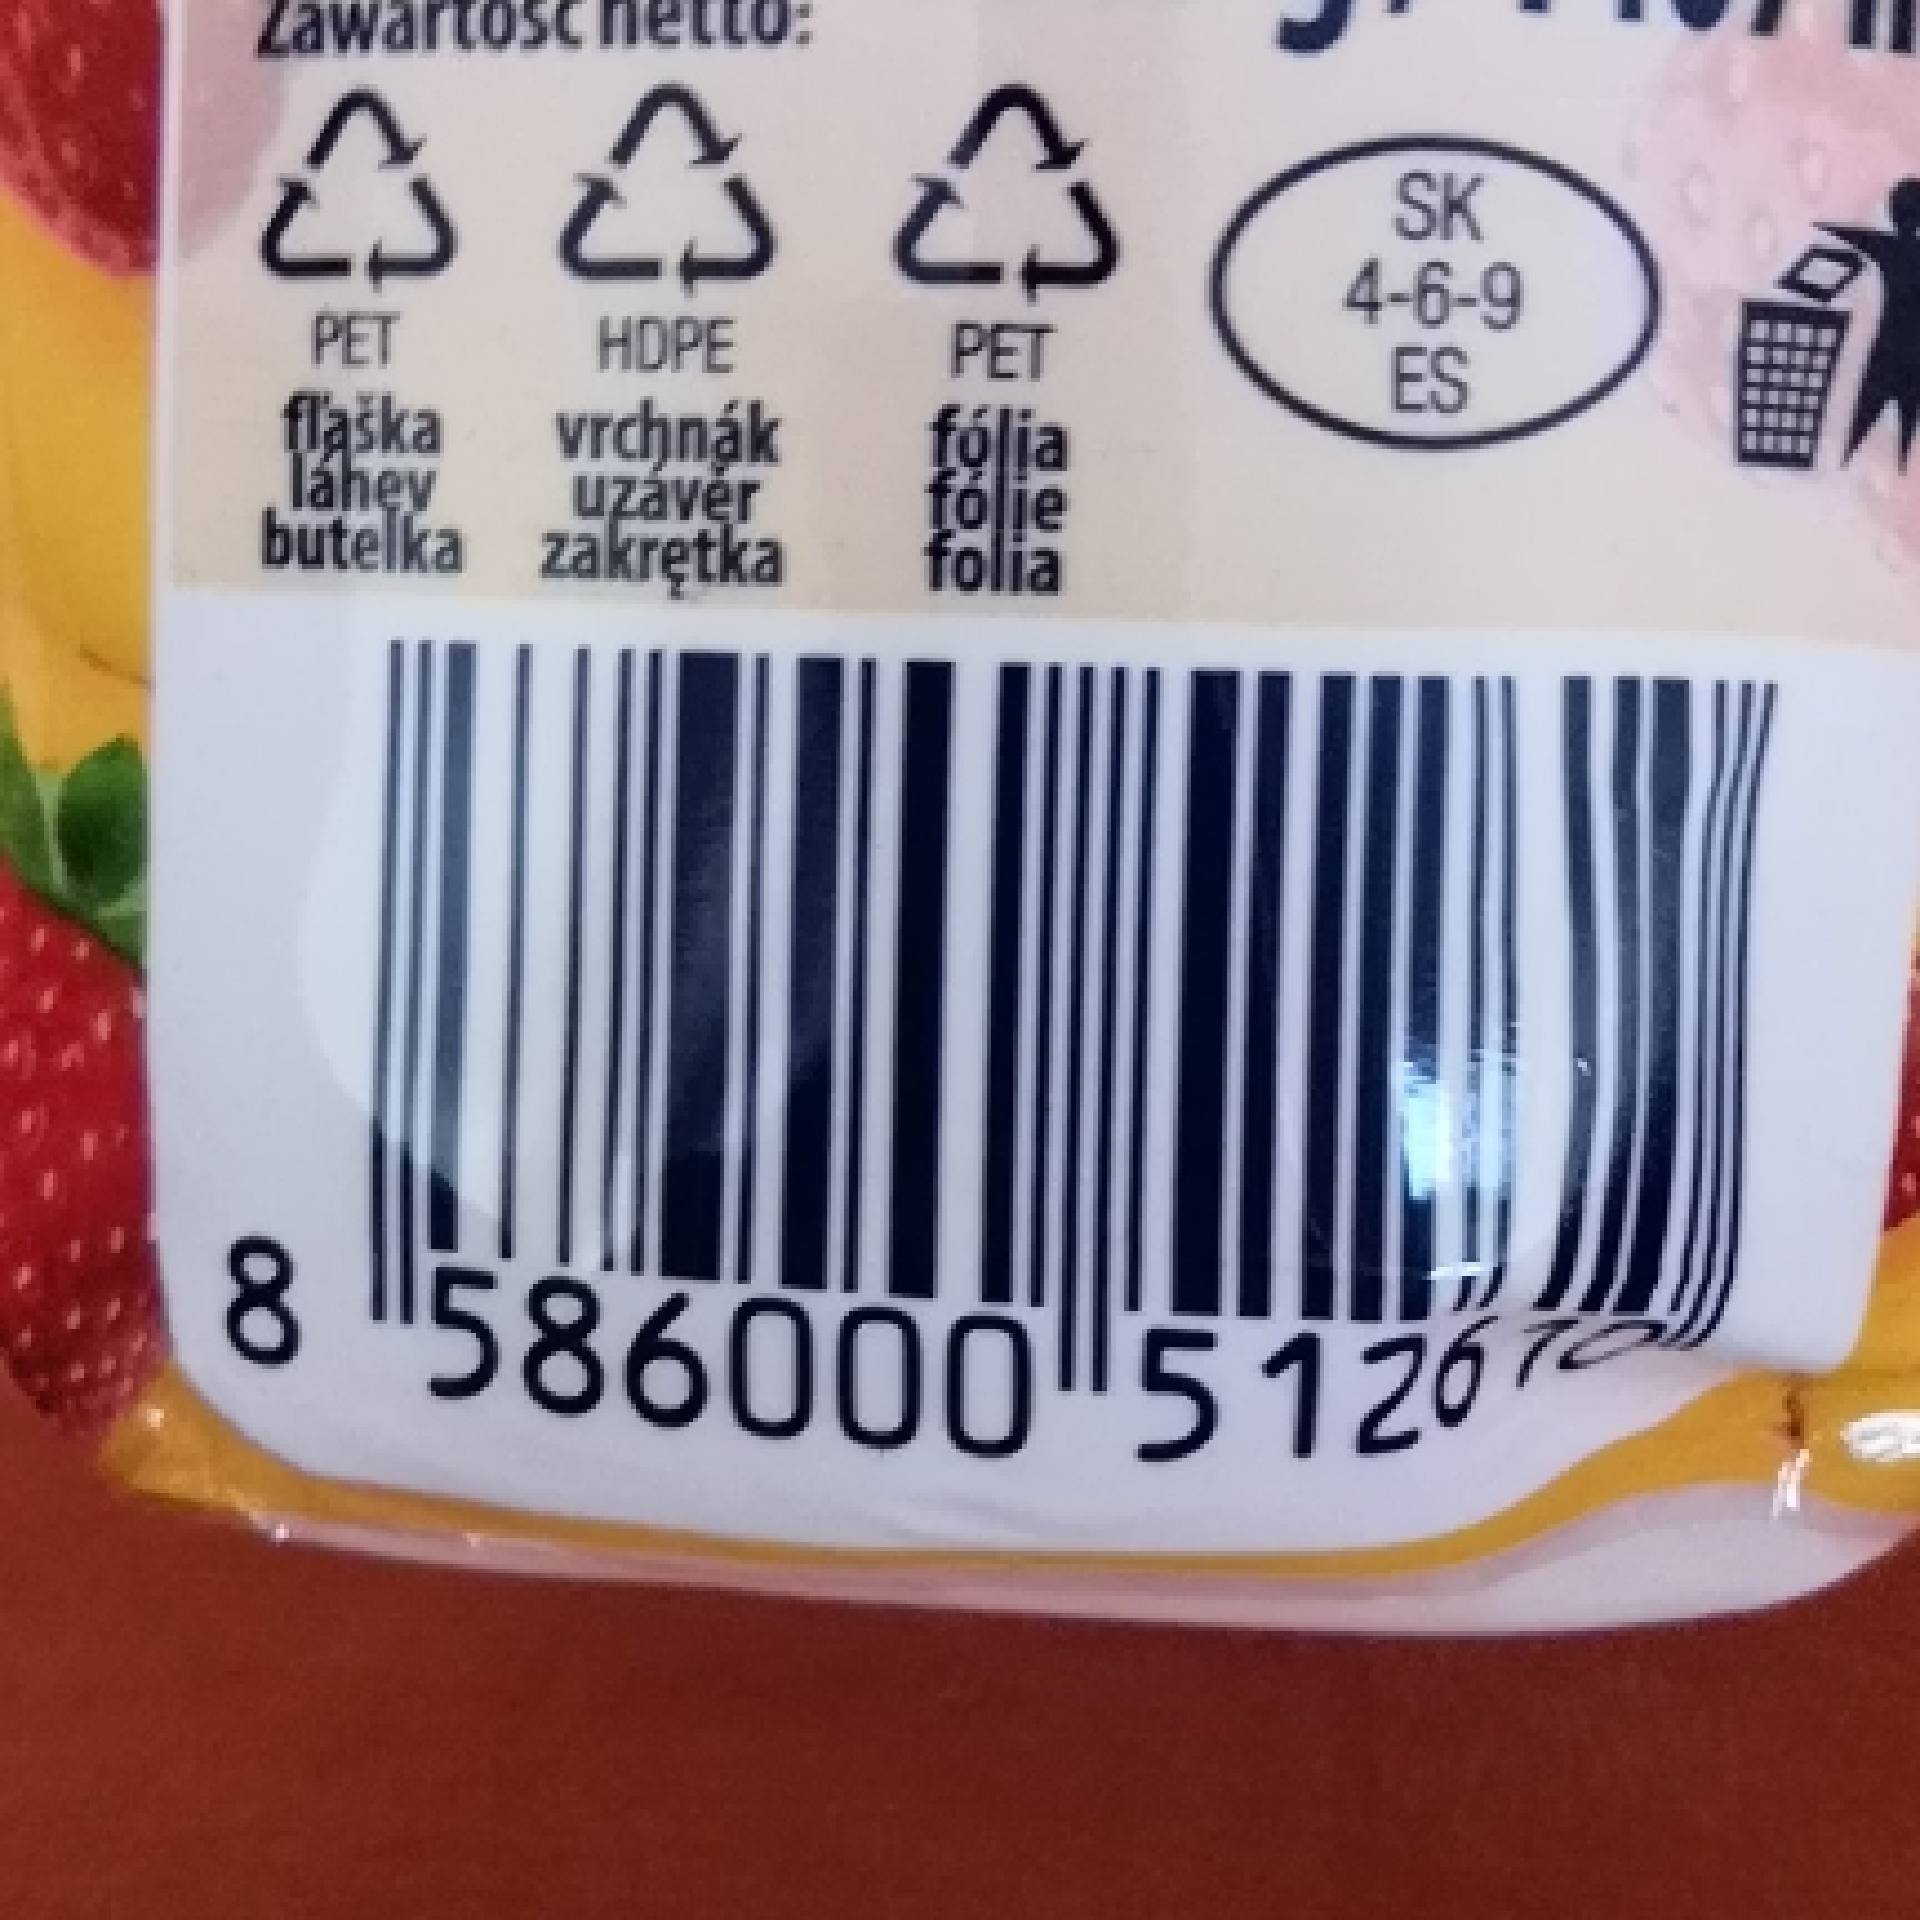 Zawartość netto:
PET HDPE PET
fľaška vrchnák fólia
láhev uzávěr fólie
butelka zakrętka folia
SK
4-6-9
ES
8 586000 512610